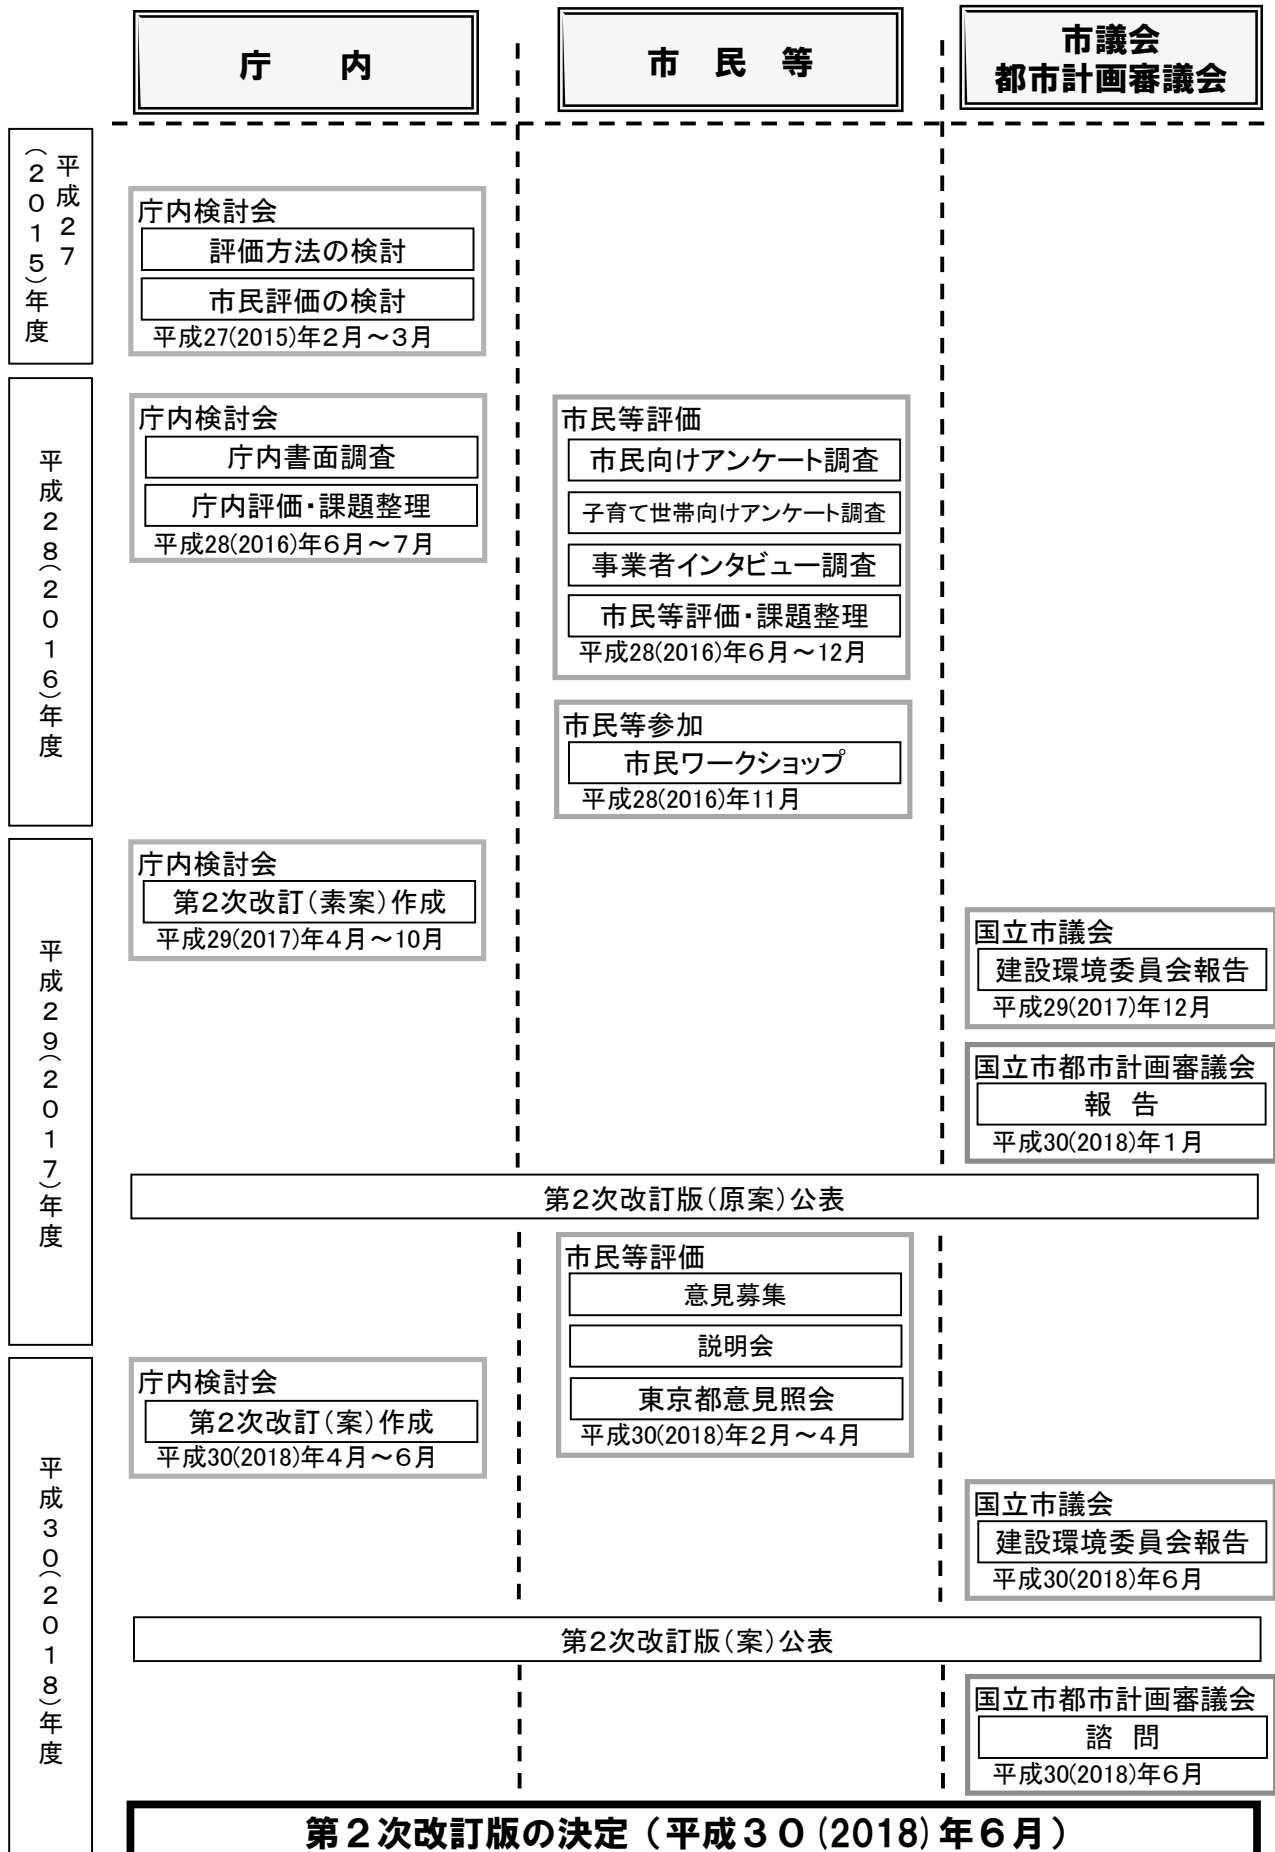 庁　内
市　民　等
市議会
都市計画審議会
平成27
（2015）年度
庁内検討会
評価方法の検討
市民評価の検討
平成27(2015)年2月～3月
平成28（2016）年度
庁内検討会
庁内書面調査
庁内評価・課題整理
平成28(2016)年6月～7月
市民等評価
市民向けアンケート調査
子育て世帯向けアンケート調査
事業者インタビュー調査
市民等評価・課題整理
平成28(2016)年6月～12月
市民等参加
市民ワークショップ
平成28(2016)年11月
平成29（2017）年度
庁内検討会
第2次改訂（素案）作成
平成29(2017)年4月～10月
国立市議会
建設環境委員会報告
平成29(2017)年12月
国立市都市計画審議会
報　告
平成30(2018)年1月
第2次改訂版（原案）公表
市民等評価
意見募集
説明会
東京都意見照会
平成30(2018)年2月～4月
平成30（2018）年度
庁内検討会
第2次改訂（案）作成
平成30(2018)年4月～6月
国立市議会
建設環境委員会報告
平成30(2018)年6月
第2次改訂版（案）公表
国立市都市計画審議会
諮　問
平成30(2018)年6月
第２次改訂版の決定（平成３０(2018)年６月）